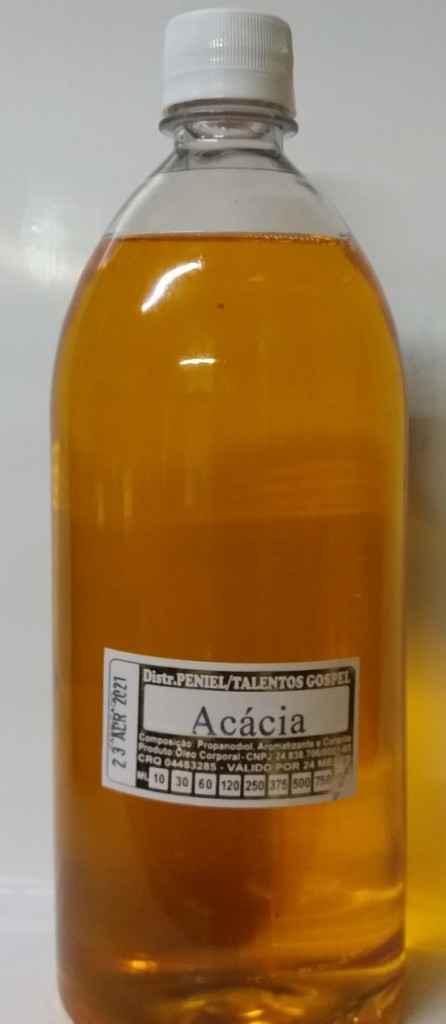 23 ABR 2021
Distr.PENIEL/TALENTOS GOSPEL
Acácia
Composição: Propanodiol, Aromatizante e
Produto:Óleo Corporal - CNPJ
CRQ 04483285 - VÁLIDO POR 24
ML 10 30 60 120 250 375 500 750